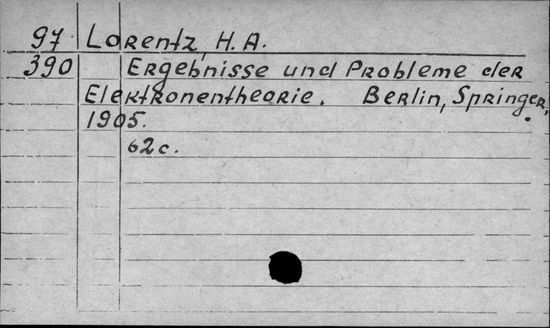 97 Lorentz, H. A.
390 Ergebnisse und Probleme der
Elektronentheorie. Berlin, Springer,
1905.
62 c.